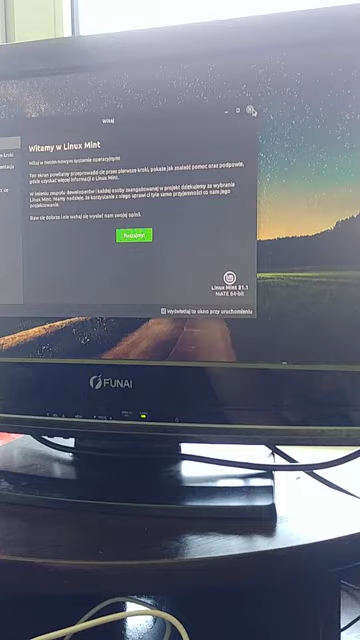 Witaj
Witamy w Linux Mint
Witaj w twoim nowym systemie operacyjnym!
Ten ekran powitalny przeprowadzi cię przez pierwsze kroki, pokaże jak znaleźć pomoc oraz podpowie,
gdzie uzyskać więcej informacji o Linux Mint.
W imieniu zespołu deweloperów i każdej osoby zaangażowanej w projekt dziękujemy za wybranie
Linux Mint. Mamy nadzieję, że korzystanie z niego sprawi ci tyle samo przyjemności co nam jego
projektowanie.
Baw się dobrze i nie wahaj się wysłać nam swojej opinii.
Ruszajmy!
Linux Mint 21.1
MATE 64-bit
Wyświetlaj to okno przy uruchomieniu
FUNAI